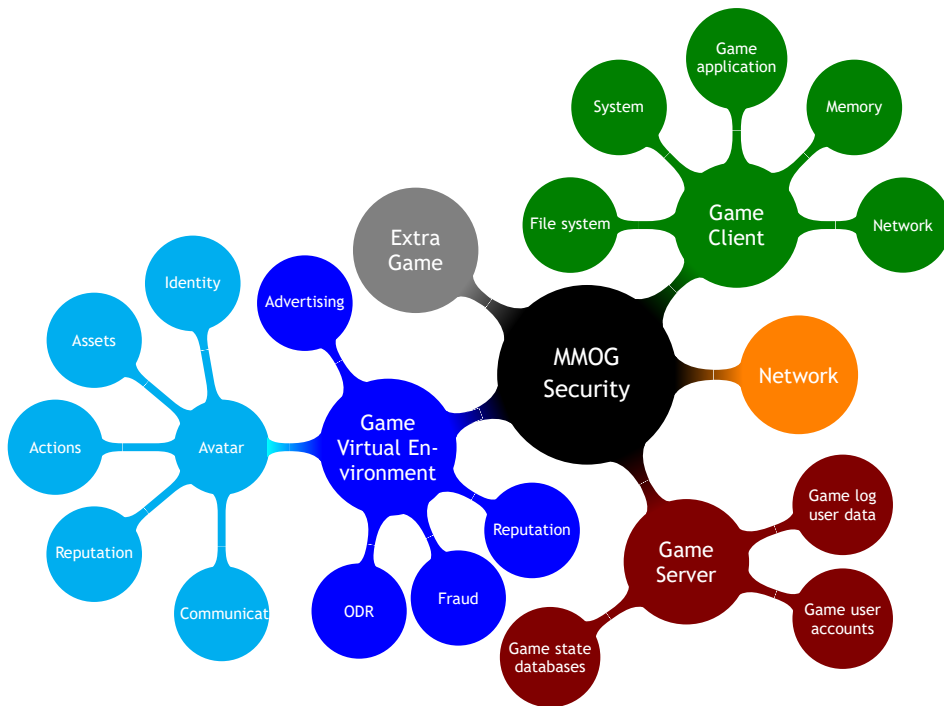 Game
application
System
Memory
File system
Game
Client
Network
Extra
Game
Identity
Advertising
Assets
MMOG
Security
Network
Actions
Avatar
Game
Virtual En-
vironment
Game log
user data
Reputation
Reputation
Game
Server
Communicat
ODR
Fraud
Game user
accounts
Game state
databases